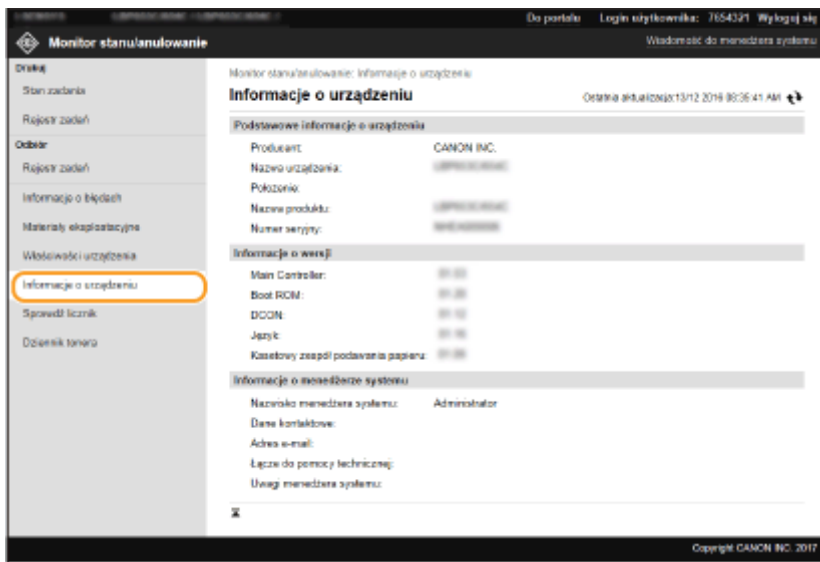 Do portalu Login użytkownika: 7654321 Wyloguj się
Monitor stanu/anulowanie Wiadomość do menedżera systemu
Drukuj
Stan zadania
Rejestr zadań
Odbiór
Rejestr zadań
Informacje o błędach
Materiały eksploatacyjne
Właściwości urządzenia
Informacje o urządzeniu
Sprawdź licznik
Dziennik tonera
Monitor stanu/anulowanie: Informacje o urządzeniu
Informacje o urządzeniu Ostatnia aktualizacja:13/12 2016 08:36:41 AM
Podstawowe informacje o urządzeniu
Producent: CANON INC.
Nazwa urządzenia:
Położenie:
Nazwa produktu:
Numer seryjny:
Informacje o wersji
Main Controller:
Boot ROM:
DCON:
Język:
Kasetowy zespół podawania papieru:
Informacje o menedżerze systemu
Nazwisko menedżera systemu: Administrator
Dane kontaktowe:
Adres e-mail:
Łącze do pomocy technicznej:
Uwagi menedżera systemu:
Copyright CANON INC. 2017